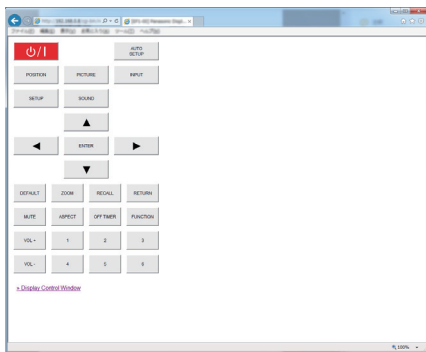 AUTO SETUP
POSITION PICTURE INPUT
SETUP SOUND
ENTER
DEFAULT ZOOM RECALL RETURN
MUTE ASPECT OFF TIMER FUNCTION
VOL + 1 2 3
VOL - 4 5 6
» Display Control Window
100%